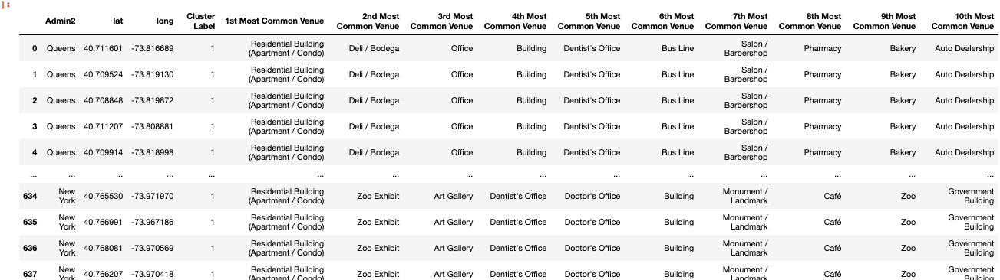 ]:
Admin2 lat long Cluster Label 1st Most Common Venue 2nd Most Common Venue 3rd Most Common Venue 4th Most Common Venue 5th Most Common Venue 6th Most Common Venue 7th Most Common Venue 8th Most Common Venue 9th Most Common Venue 10th Most Common Venue
0 Queens 40.711601 -73.816689 1 Residential Building (Apartment / Condo) Deli / Bodega Office Building Dentist's Office Bus Line Salon / Barbershop Pharmacy Bakery Auto Dealership
1 Queens 40.709524 -73.819130 1 Residential Building (Apartment / Condo) Deli / Bodega Office Building Dentist's Office Bus Line Salon / Barbershop Pharmacy Bakery Auto Dealership
2 Queens 40.708848 -73.819872 1 Residential Building (Apartment / Condo) Deli / Bodega Office Building Dentist's Office Bus Line Salon / Barbershop Pharmacy Bakery Auto Dealership
3 Queens 40.711207 -73.808881 1 Residential Building (Apartment / Condo) Deli / Bodega Office Building Dentist's Office Bus Line Salon / Barbershop Pharmacy Bakery Auto Dealership
4 Queens 40.709914 -73.818998 1 Residential Building (Apartment / Condo) Deli / Bodega Office Building Dentist's Office Bus Line Salon / Barbershop Pharmacy Bakery Auto Dealership
... ... ... ... ... ... ... ... ... ... ... ... ... ... ...
634 New York 40.765530 -73.971970 1 Residential Building (Apartment / Condo) Zoo Exhibit Art Gallery Dentist's Office Doctor's Office Building Monument / Landmark Café Zoo Government Building
635 New York 40.766991 -73.967186 1 Residential Building (Apartment / Condo) Zoo Exhibit Art Gallery Dentist's Office Doctor's Office Building Monument / Landmark Café Zoo Government Building
636 New York 40.768081 -73.970569 1 Residential Building (Apartment / Condo) Zoo Exhibit Art Gallery Dentist's Office Doctor's Office Building Monument / Landmark Café Zoo Government Building
637 New York 40.766207 -73.970418 1 Residential Building (Apartment / Condo) Zoo Exhibit Art Gallery Dentist's Office Doctor's Office Building Monument / Landmark Café Zoo Government Building